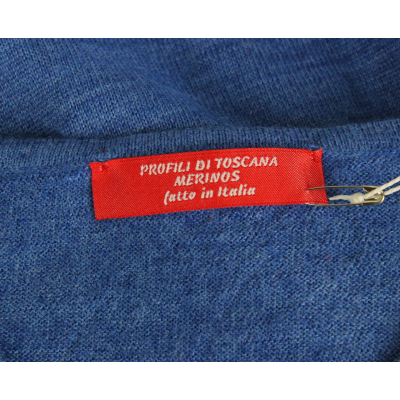 PROFILI DI TOSCANA
MERINOS
fatto in Italia